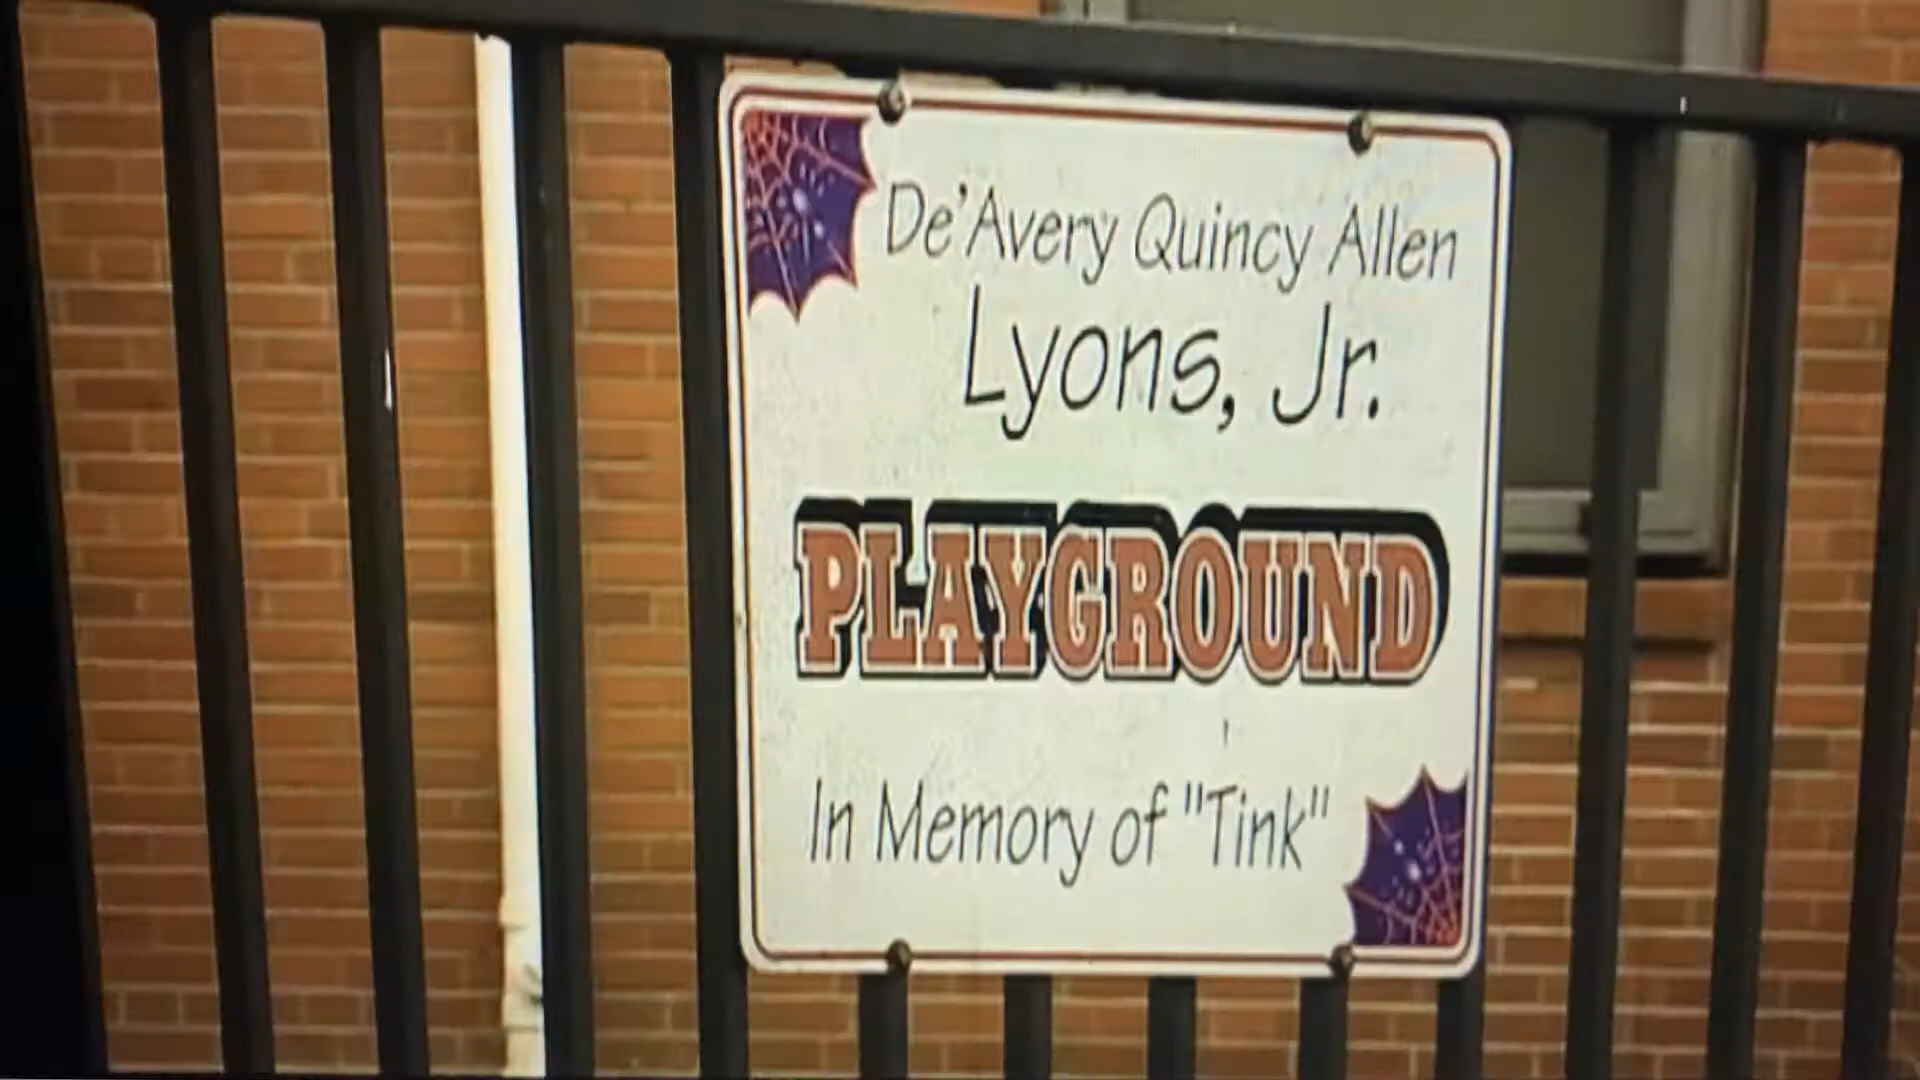 De'Avery Quincy Allen
Lyons, Jr.
PLAYGROUND
In Memory of "Tink"